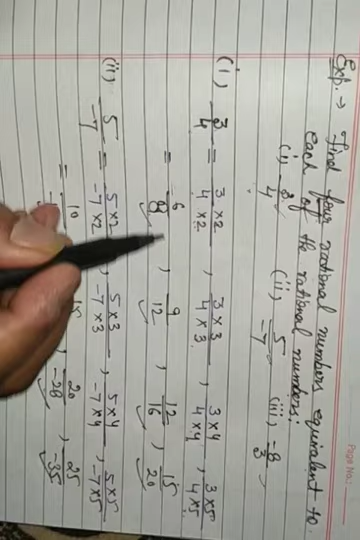 Page No.:
Exp. → Find four rational numbers equivalent to
each of the rational numbers:
(i) 3/4 (ii) 5/-7 (iii) -8/3
(i) 3/4 = 3×2/4×2 , 3×3/4×3 , 3×4/4×4 , 3×5/4×5
= 6/8 , 9/12 , 12/16 , 15/20
(ii) 5/-7 = 5×2/-7×2 , 5×3/-7×3 , 5×4/-7×4 , 5×5/-7×5
= 10 , 20/-28 , 25/-35